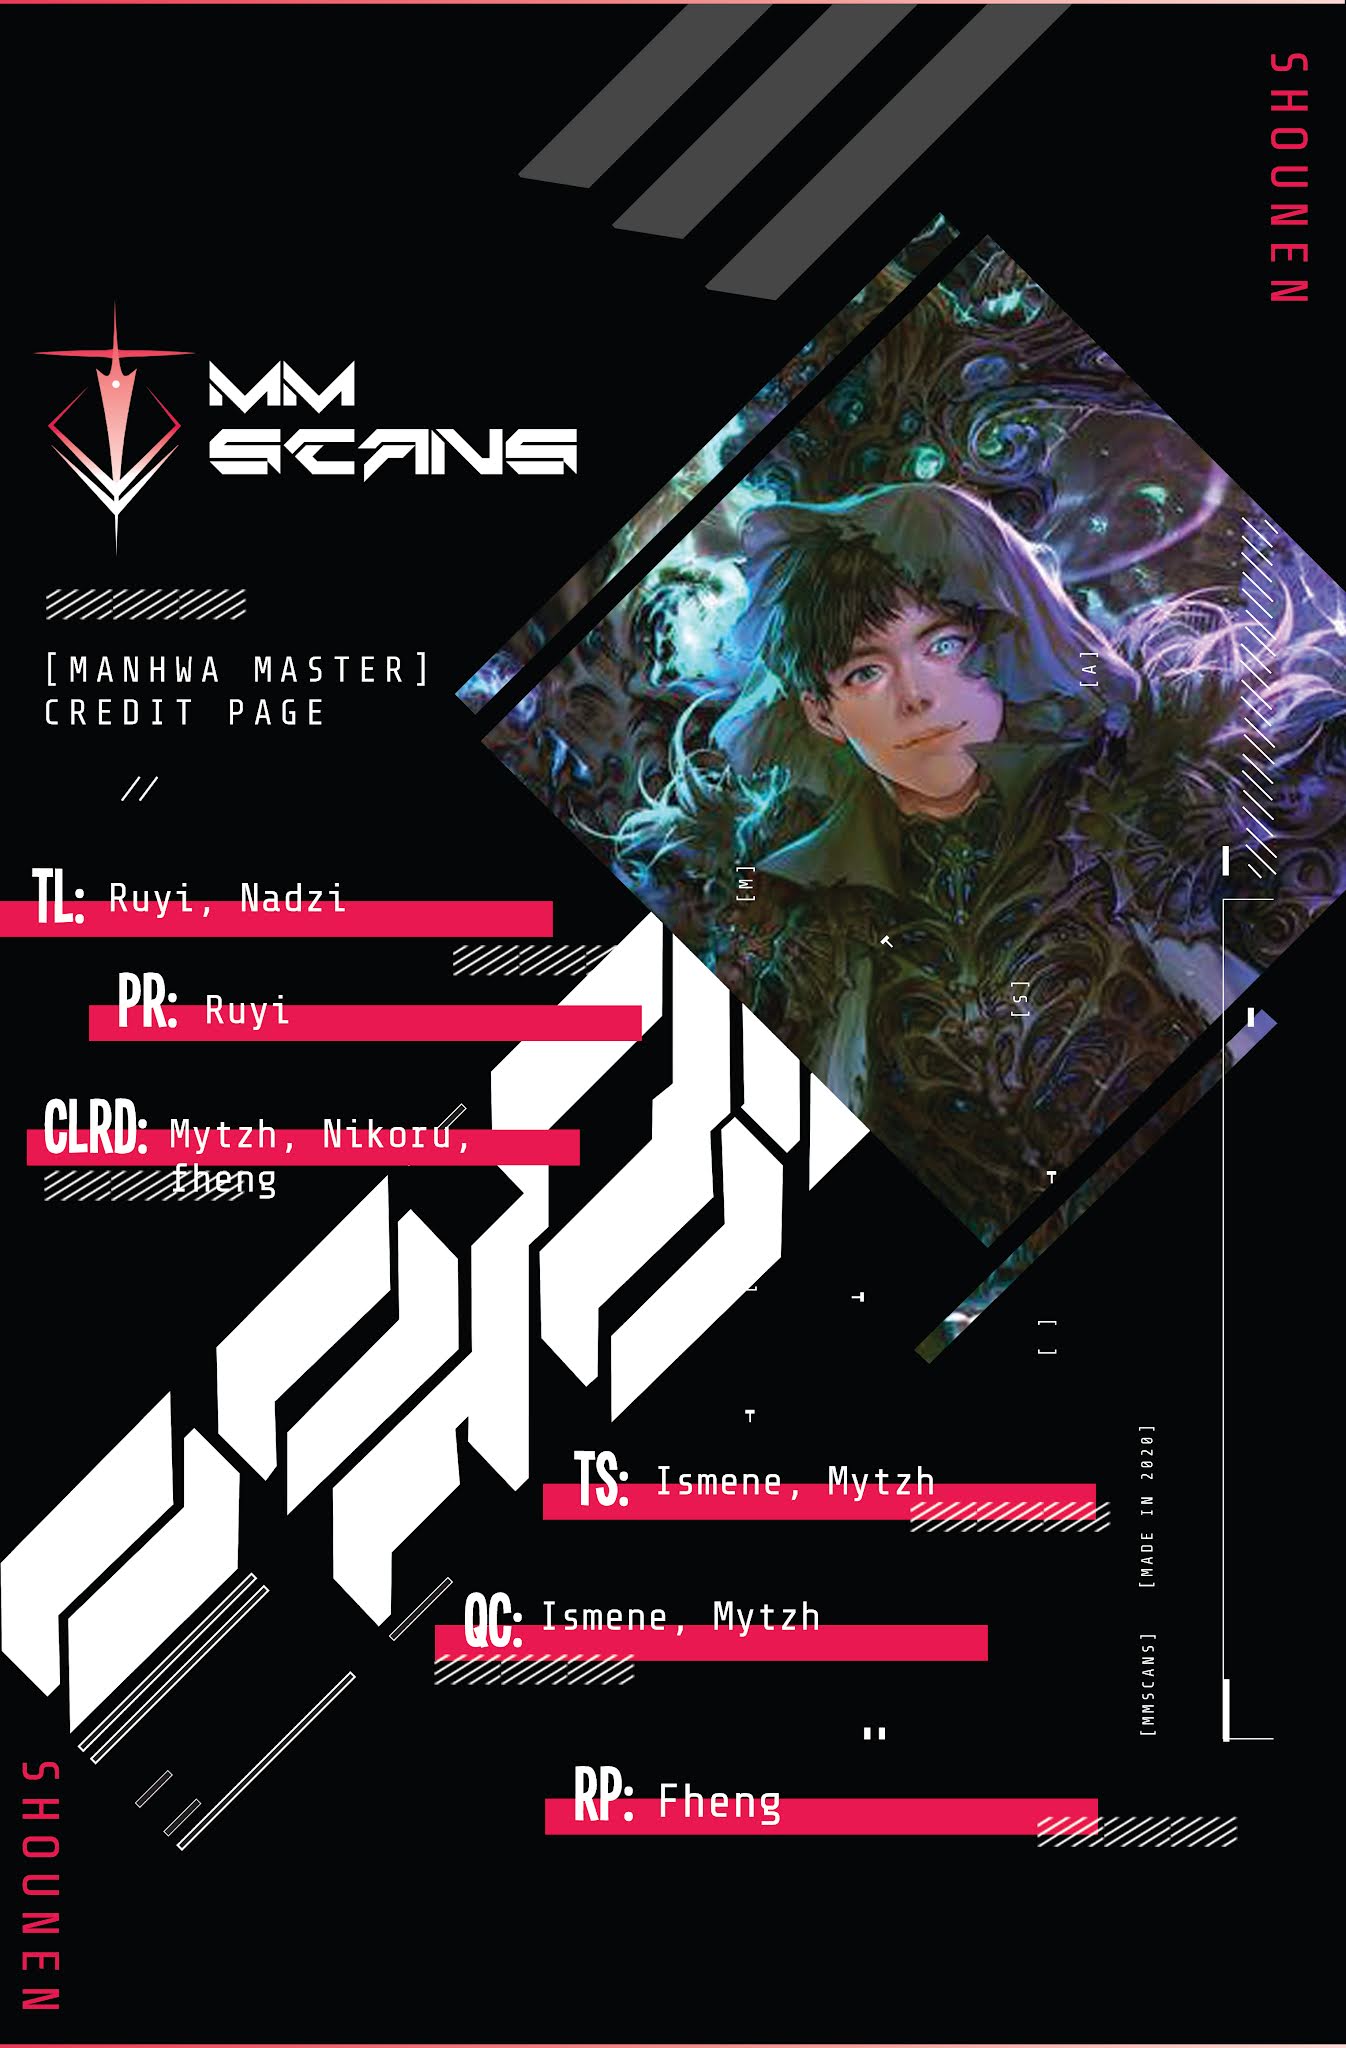 SHOUNEN
MM
SCANS
[MANHWA MASTER]
CREDIT PAGE
//
[A]
[M]
[S]
TL: Ruyi, Nadzi
PR: Ruyi
CLRD: Mytzh, Nikoru,
fheng
[ ]
TS: Ismene, Mytzh
QC: Ismene, Mytzh
RP: Fheng
[MMSCANS] [MADE IN 2020]
SHOUNEN